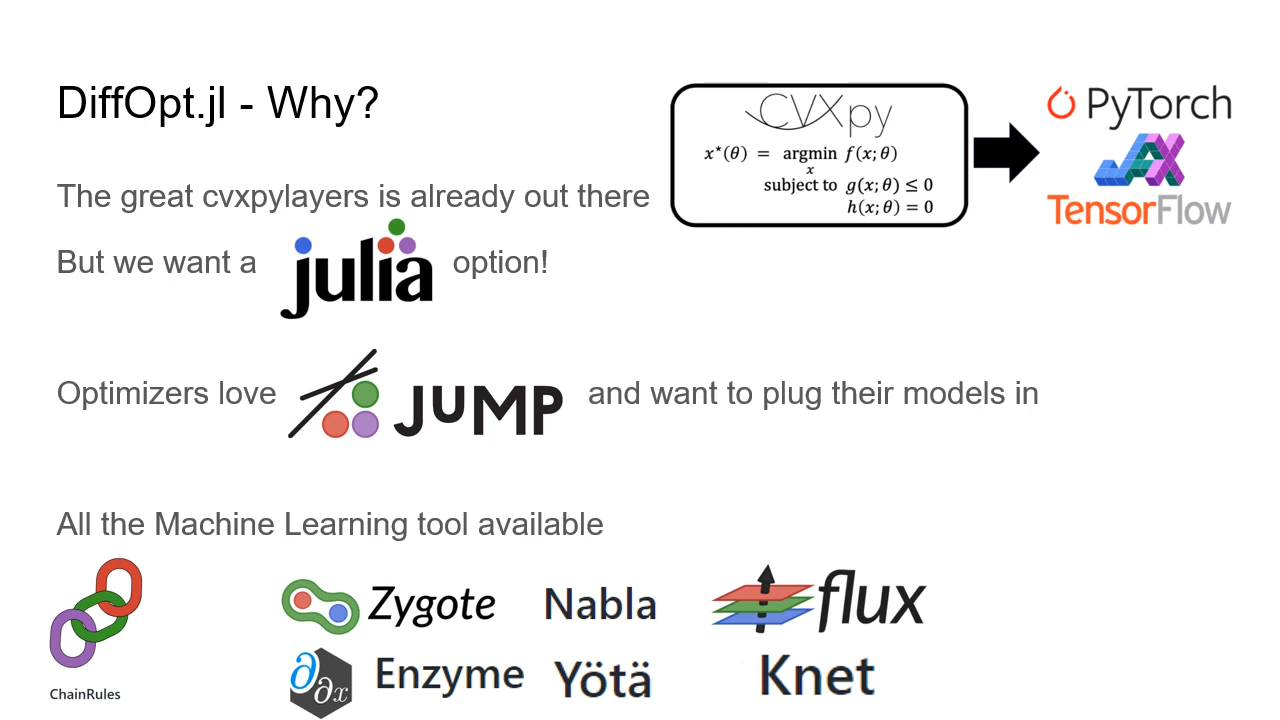 DiffOpt.jl - Why?
The great cvxpylayers is already out there
CVXpy
x*(θ) = argmin f(x;θ)
x
subject to g(x;θ) ≤ 0
h(x;θ) = 0
PyTorch
JAX
TensorFlow
But we want a julia option!
Optimizers love JuMP and want to plug their models in
All the Machine Learning tool available
ChainRules
Zygote Nabla flux
∂ ∂x Enzyme Yötä Knet